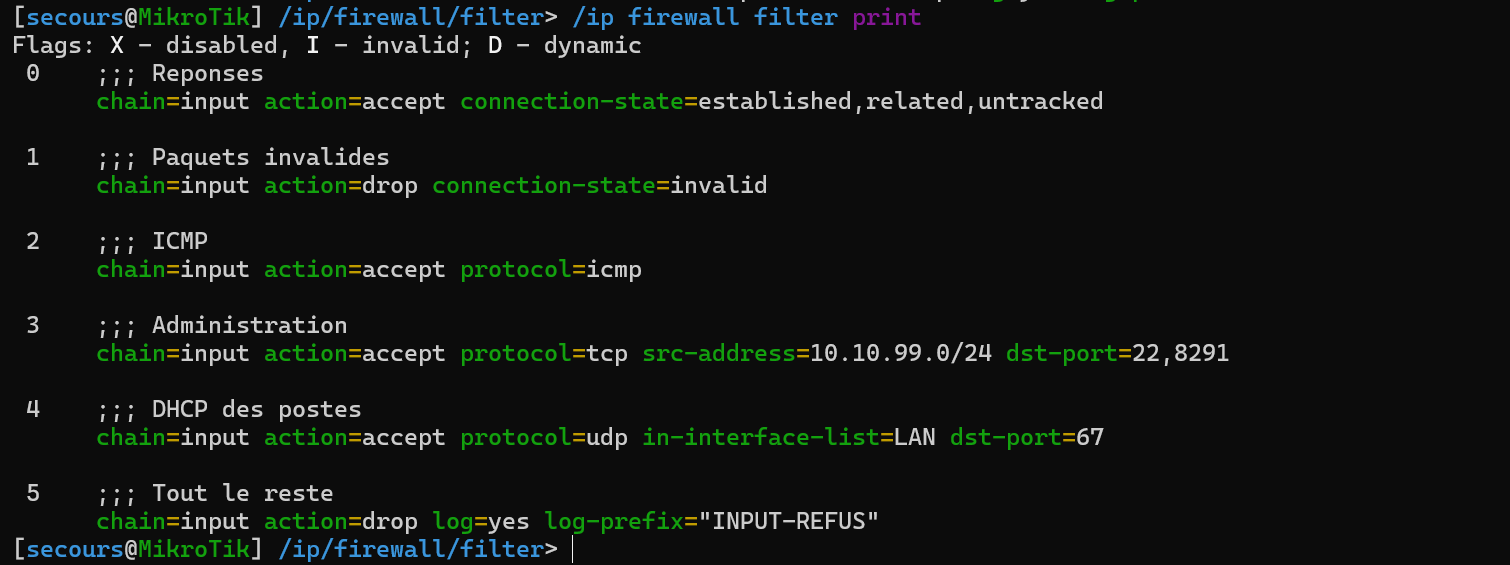 [secours@MikroTik] /ip/firewall/filter> /ip firewall filter print
Flags: X - disabled, I - invalid; D - dynamic
 0    ;;; Reponses
      chain=input action=accept connection-state=established,related,untracked

 1    ;;; Paquets invalides
      chain=input action=drop connection-state=invalid

 2    ;;; ICMP
      chain=input action=accept protocol=icmp

 3    ;;; Administration
      chain=input action=accept protocol=tcp src-address=10.10.99.0/24 dst-port=22,8291

 4    ;;; DHCP des postes
      chain=input action=accept protocol=udp in-interface-list=LAN dst-port=67

 5    ;;; Tout le reste
      chain=input action=drop log=yes log-prefix="INPUT-REFUS"
[secours@MikroTik] /ip/firewall/filter>